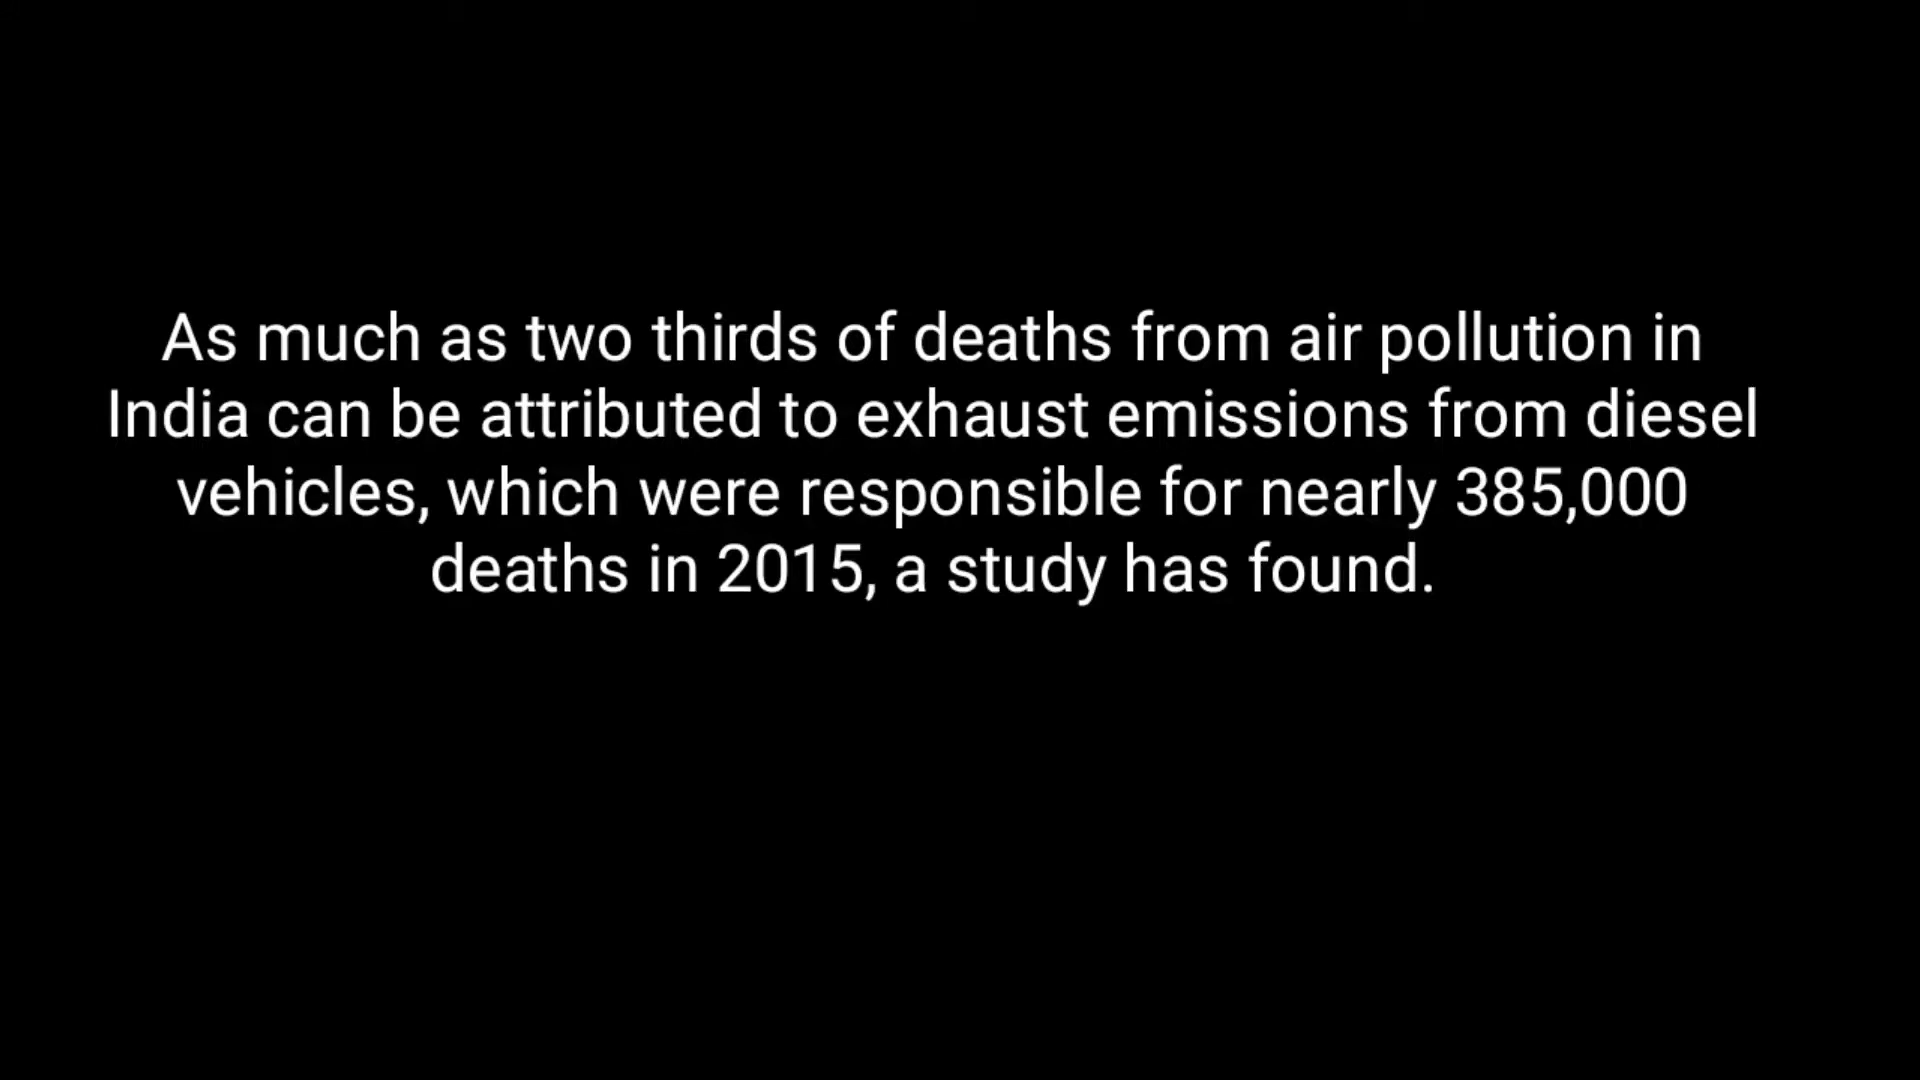 As much as two thirds of deaths from air pollution in
India can be attributed to exhaust emissions from diesel
vehicles, which were responsible for nearly 385,000
deaths in 2015, a study has found.